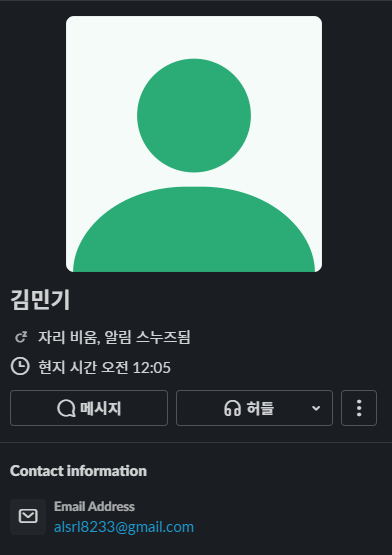 김민기
자리 비움, 알림 스누즈됨
현지 시간 오전 12:05
메시지
허들
Contact information
Email Address
alsrl8233@gmail.com